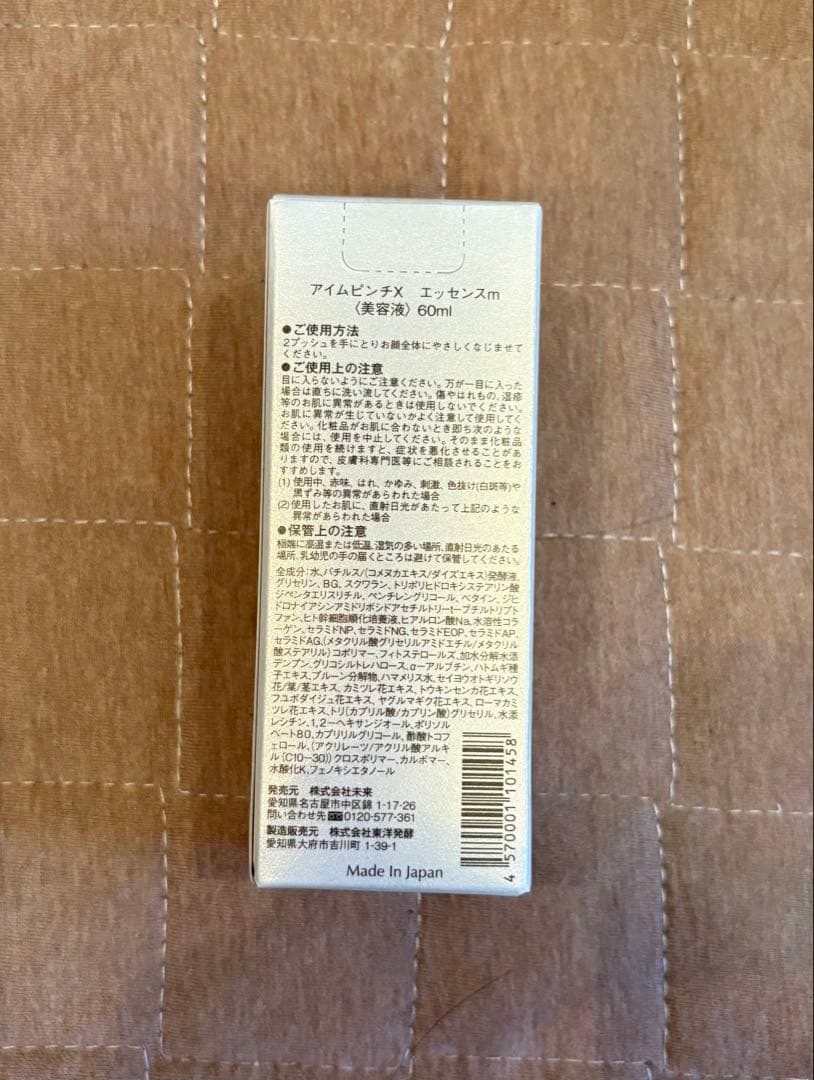 アイムピンチX エッセンスm
〈美容液〉60ml
●ご使用方法
2プッシュを手にとりお顔全体にやさしくなじませて
ください。
●ご使用上の注意
目に入らないようにご注意ください。万が一目に入った
場合は直ちに洗い流してください。傷やはれもの、湿疹
等のお肌に異常があるときは使用しないでください。
お肌に異常が生じていないかよく注意して使用してく
ださい。化粧品がお肌に合わないとき即ち次のような
場合には、使用を中止してください。そのまま化粧品
類の使用を続けますと、症状を悪化させることがあ
りますので、皮膚科専門医等にご相談されることをお
すすめします。
(1) 使用中、赤味、はれ、かゆみ、刺激、色抜け(白斑等)や
黒ずみ等の異常があらわれた場合
(2)使用したお肌に、直射日光があたって上記のような
異常があらわれた場合
●保管上の注意
極端に高温または低温、湿気の多い場所、直射日光のあたる
場所、乳幼児の手の届くところは避けて保管してください。
全成分:水、バチルス/(コメヌカエキス/ダイズエキス)発酵液、
グリセリン、BG、スクワラン、トリポリヒドロキシステアリン酸
ジペンタエリスリチル、ペンチレングリコール、ベタイン、ジヒ
ドロナイアシンアミドリボシドアセチルトリt-ブチルトリプト
ファン、ヒト幹細胞順化培養液、ヒアルロン酸Na、水溶性コラ
ーゲン、セラミドNP、セラミドNG、セラミドEOP、セラミドAP、
セラミドAG、(メタクリル酸グリセリルアミドエチル/メタクリル
酸ステアリル)コポリマー、フィトステロールズ、加水分解水添
デンプン、グリコシルトレハロース、α-アルブチン、ハトムギ種
子エキス、プルーン分解物、ハマメリス水、セイヨウオトギリソウ
花/葉/茎エキス、カミツレ花エキス、トウキンセンカ花エキス、
フユボダイジュ花エキス、ヤグルマギク花エキス、ローマカミ
ツレ花エキス、トリ(カプリル酸/カプリン酸)グリセリル、水添
レシチン、1,2-ヘキサンジオール、ポリソル
ベート80、カプリリルグリコール、酢酸トコフ
ェロール、(アクリレーツ/アクリル酸アルキ
ル(C10-30))クロスポリマー、カルボマー、
水酸化K、フェノキシエタノール
発売元 株式会社未来
愛知県名古屋市中区錦 1-17-26
問い合わせ先 0120-577-361
製造販売元 株式会社東洋発酵
愛知県大府市吉川町 1-39-1
Made In Japan
4 570001 101458